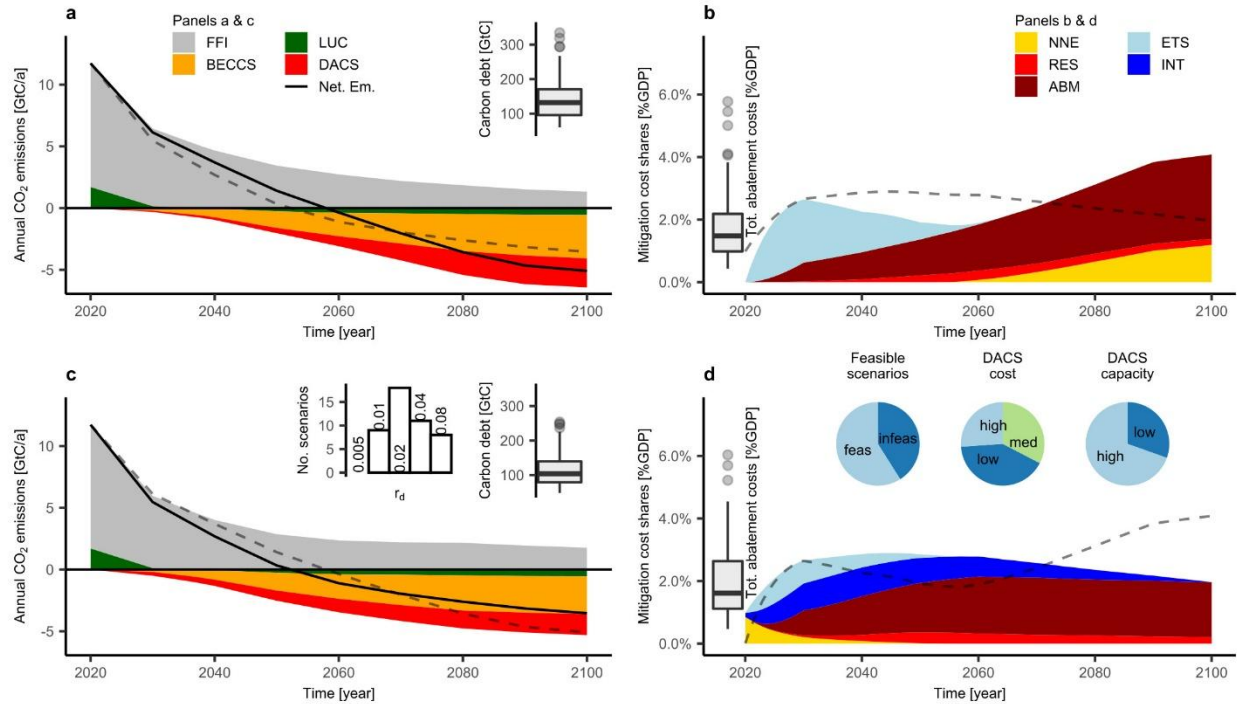 a
Panels a & c
FFI
LUC
BECCS
DACS
Net. Em.
Annual CO₂ emissions [GtC/a]
10
5
0
-5
2020
2040
2060
2080
2100
Time [year]
Carbon debt [GtC]
300
200
100
b
Panels b & d
NNE
ETS
RES
INT
ABM
Mitigation cost shares [%GDP]
6.0%
4.0%
2.0%
0.0%
Tot. abatement costs [%GDP]
2020
2040
2060
2080
2100
Time [year]
c
Annual CO₂ emissions [GtC/a]
10
5
0
-5
2020
2040
2060
2080
2100
Time [year]
No. scenarios
15
10
5
0
0.005
0.01
0.02
0.04
0.08
r_d
Carbon debt [GtC]
300
200
100
d
Feasible
scenarios
feas
infeas
DACS
cost
high
med
low
DACS
capacity
low
high
Mitigation cost shares [%GDP]
6.0%
4.0%
2.0%
0.0%
Tot. abatement costs [%GDP]
2020
2040
2060
2080
2100
Time [year]